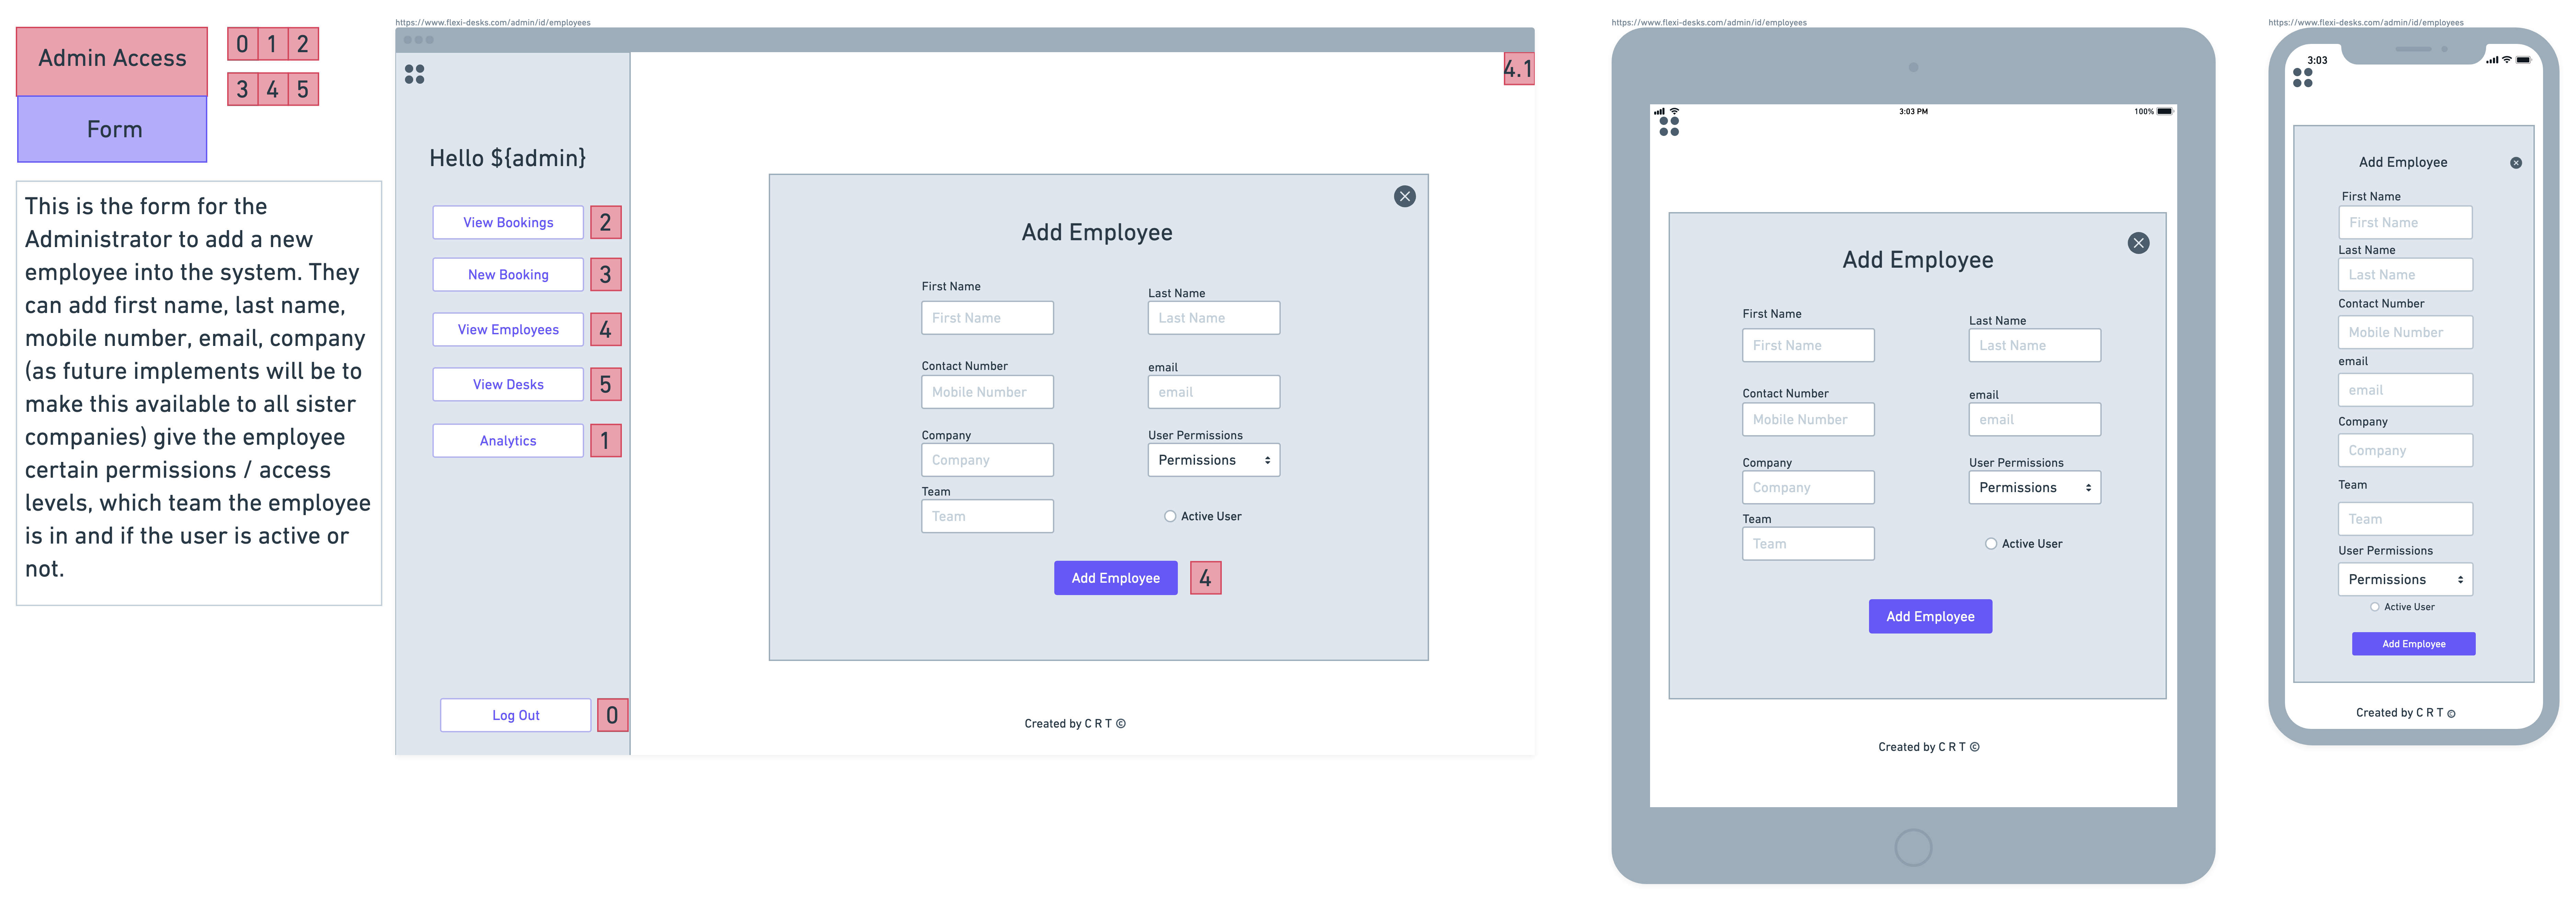 Admin Access
0 1 2
3 4 5
Form
This is the form for the
Administrator to add a new
employee into the system. They
can add first name, last name,
mobile number, email, company
(as future implements will be to
make this available to all sister
companies) give the employee
certain permissions / access
levels, which team the employee
is in and if the user is active or
not.
https://www.flexi-desks.com/admin/id/employees
4.1
Hello ${admin}
View Bookings 2
New Booking 3
View Employees 4
View Desks 5
Analytics 1
Log Out 0
Add Employee
First Name
Last Name
First Name
Last Name
Contact Number
email
Mobile Number
email
Company
User Permissions
Company
Permissions
Team
Team
Active User
Add Employee 4
Created by C R T ©
https://www.flexi-desks.com/admin/id/employees
3:03 PM
100%
Add Employee
First Name
Last Name
First Name
Last Name
Contact Number
email
Mobile Number
email
Company
User Permissions
Company
Permissions
Team
Team
Active User
Add Employee
Created by C R T ©
https://www.flexi-desks.com/admin/id/employees
3:03
Add Employee
First Name
First Name
Last Name
Last Name
Contact Number
Mobile Number
email
email
Company
Company
Team
Team
User Permissions
Permissions
Active User
Add Employee
Created by C R T ©